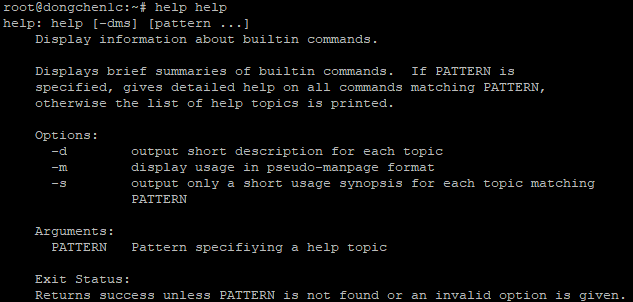 root@dongchen1c:~# help help
help: help [-dms] [pattern ...]
    Display information about builtin commands.

    Displays brief summaries of builtin commands.  If PATTERN is
    specified, gives detailed help on all commands matching PATTERN,
    otherwise the list of help topics is printed.

    Options:
      -d        output short description for each topic
      -m        display usage in pseudo-manpage format
      -s        output only a short usage synopsis for each topic matching
                PATTERN

    Arguments:
      PATTERN   Pattern specifiying a help topic

    Exit Status:
    Returns success unless PATTERN is not found or an invalid option is given.